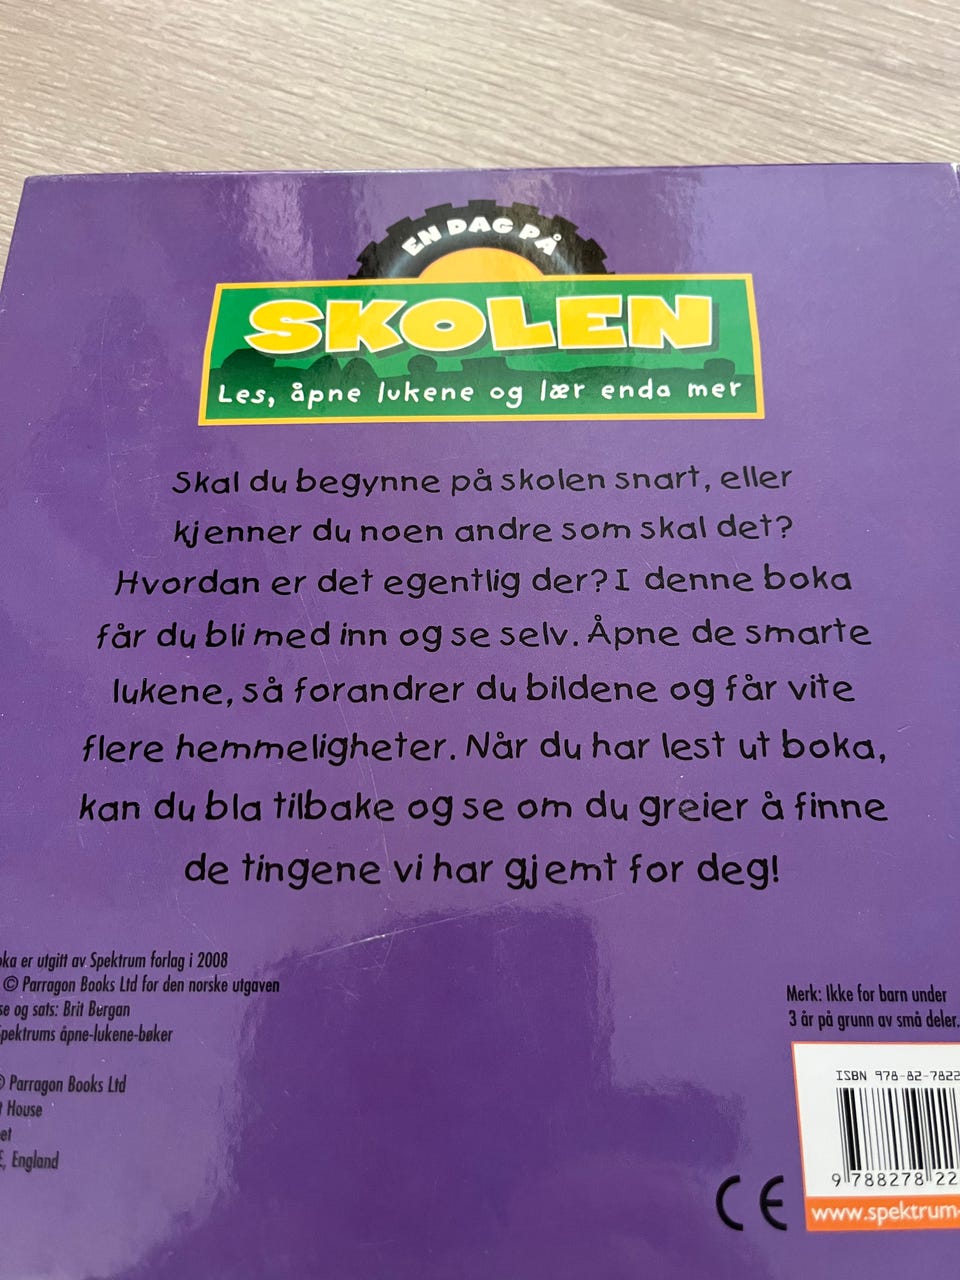 EN DAG PÅ
SKOLEN
Les, åpne lukene og lær enda mer
Skal du begynne på skolen snart, eller
kjenner du noen andre som skal det?
Hvordan er det egentlig der? I denne boka
får du bli med inn og se selv. Åpne de smarte
lukene, så forandrer du bildene og får vite
flere hemmeligheter. Når du har lest ut boka,
kan du bla tilbake og se om du greier å finne
de tingene vi har gjemt for deg!
er utgitt av Spektrum forlag i 2008
© Parragon Books Ltd for den norske utgaven
og sats: Brit Bergan
åpne-lukene-bøker
© Parragon Books Ltd
House
England
Merk: Ikke for barn under
3 år på grunn av små deler.
ISBN 978-82-7822
9 788278 22
CE
www.spektrum-